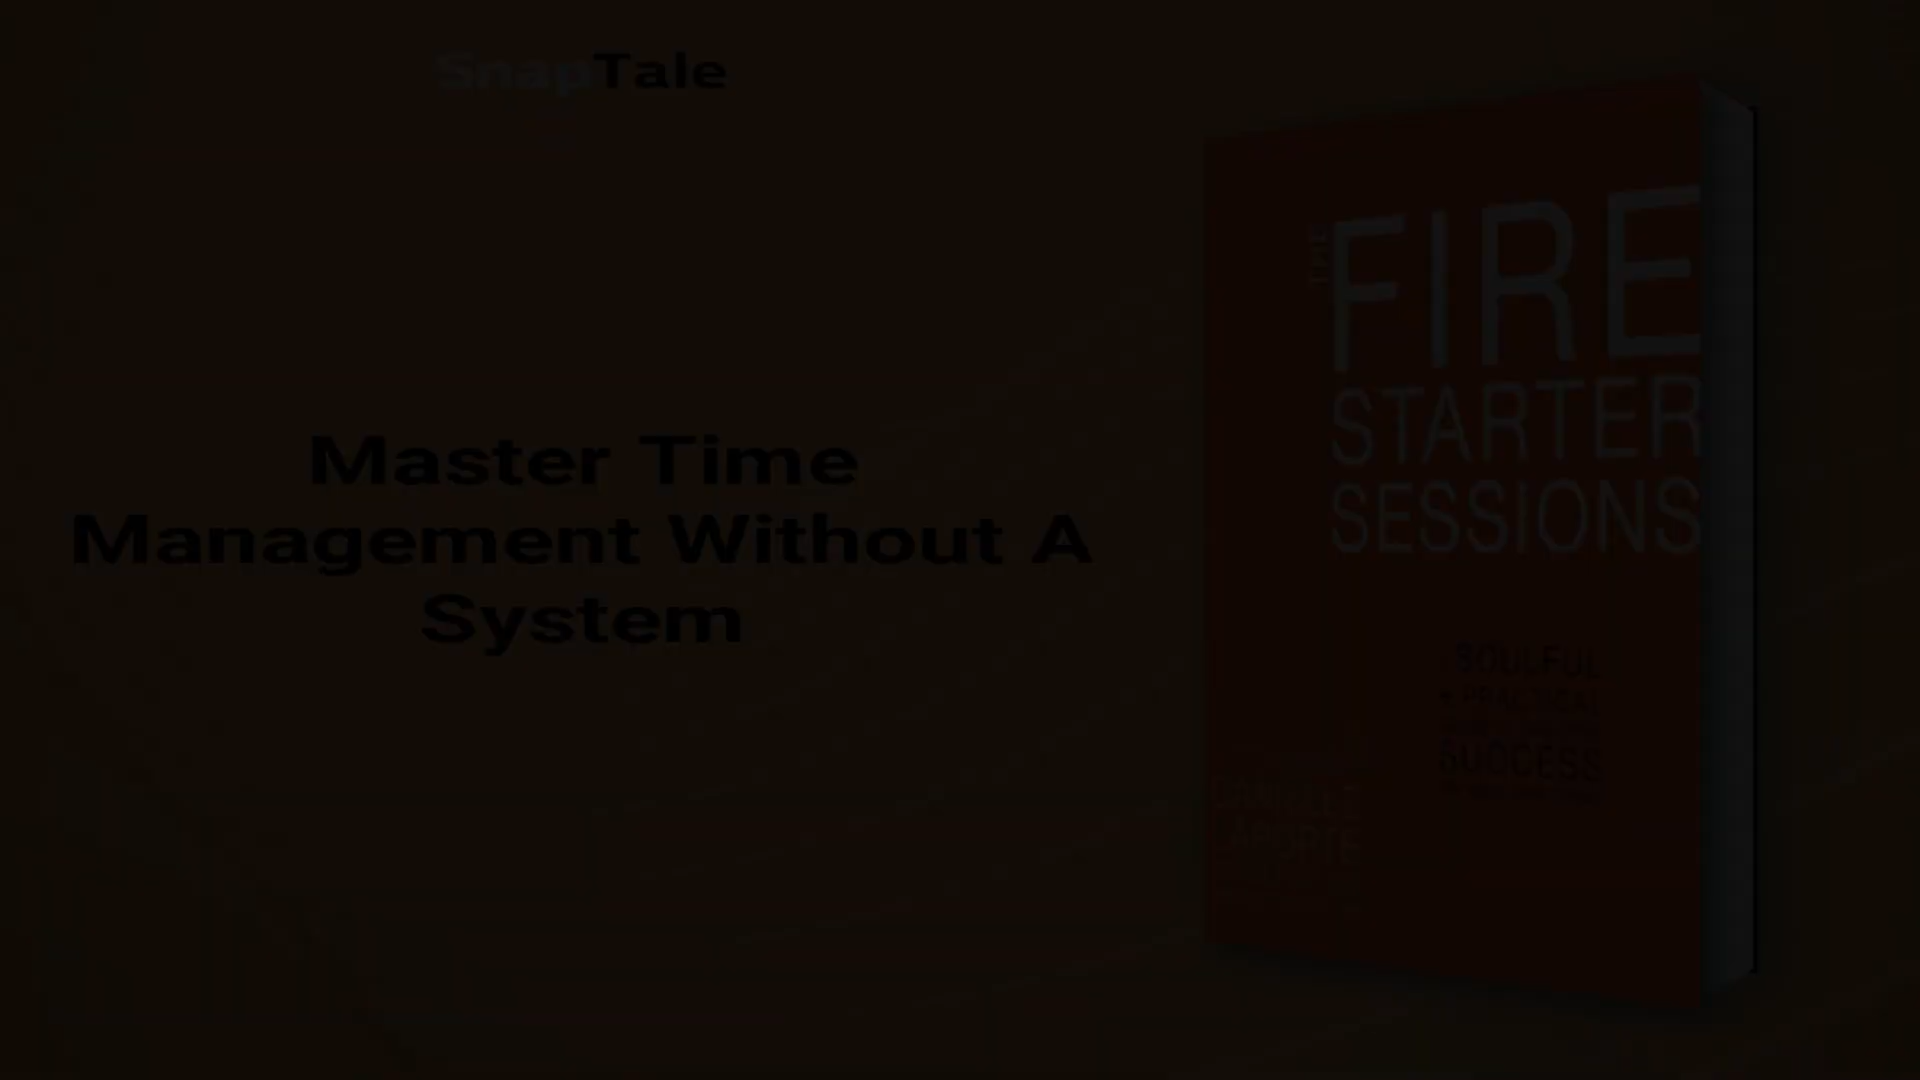 SnapTale
Master Time
Management Without A
System
THE
FIRE
STARTER
SESSIONS
SOULFUL
+ PRACTICAL
SUCCESS